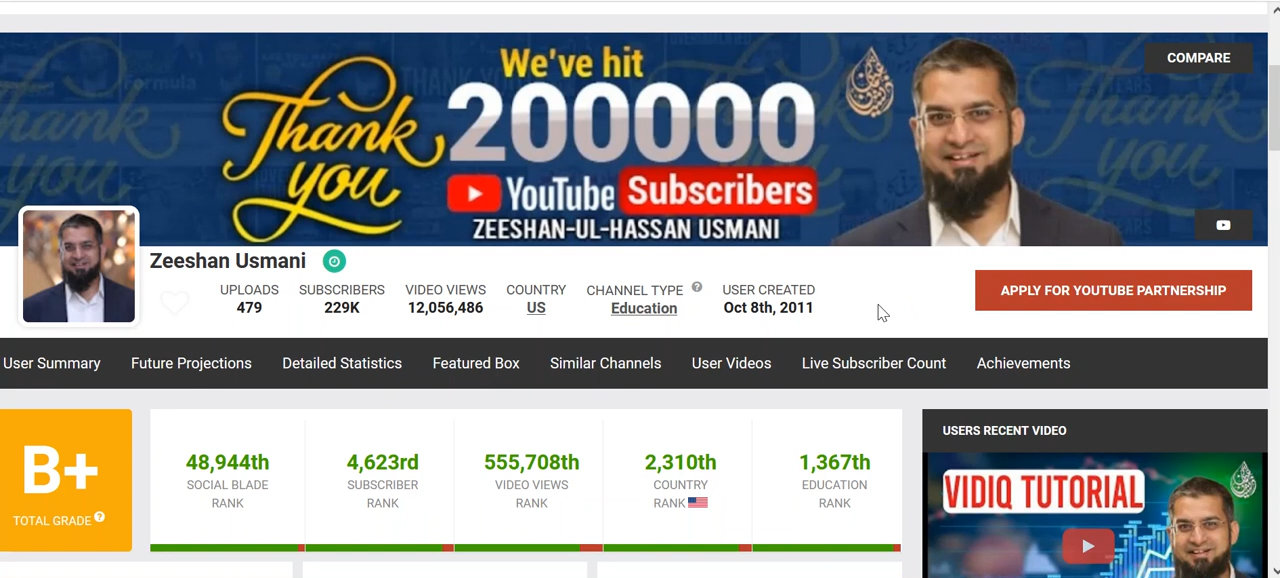 We've hit
Thank you
200000
YouTube Subscribers
ZEESHAN-UL-HASSAN USMANI
COMPARE
Zeeshan Usmani
UPLOADS
479
SUBSCRIBERS
229K
VIDEO VIEWS
12,056,486
COUNTRY
US
CHANNEL TYPE ?
Education
USER CREATED
Oct 8th, 2011
APPLY FOR YOUTUBE PARTNERSHIP
User Summary
Future Projections
Detailed Statistics
Featured Box
Similar Channels
User Videos
Live Subscriber Count
Achievements
B+
TOTAL GRADE ?
48,944th
SOCIAL BLADE
RANK
4,623rd
SUBSCRIBER
RANK
555,708th
VIDEO VIEWS
RANK
2,310th
COUNTRY
RANK
1,367th
EDUCATION
RANK
USERS RECENT VIDEO
VIDIQ TUTORIAL